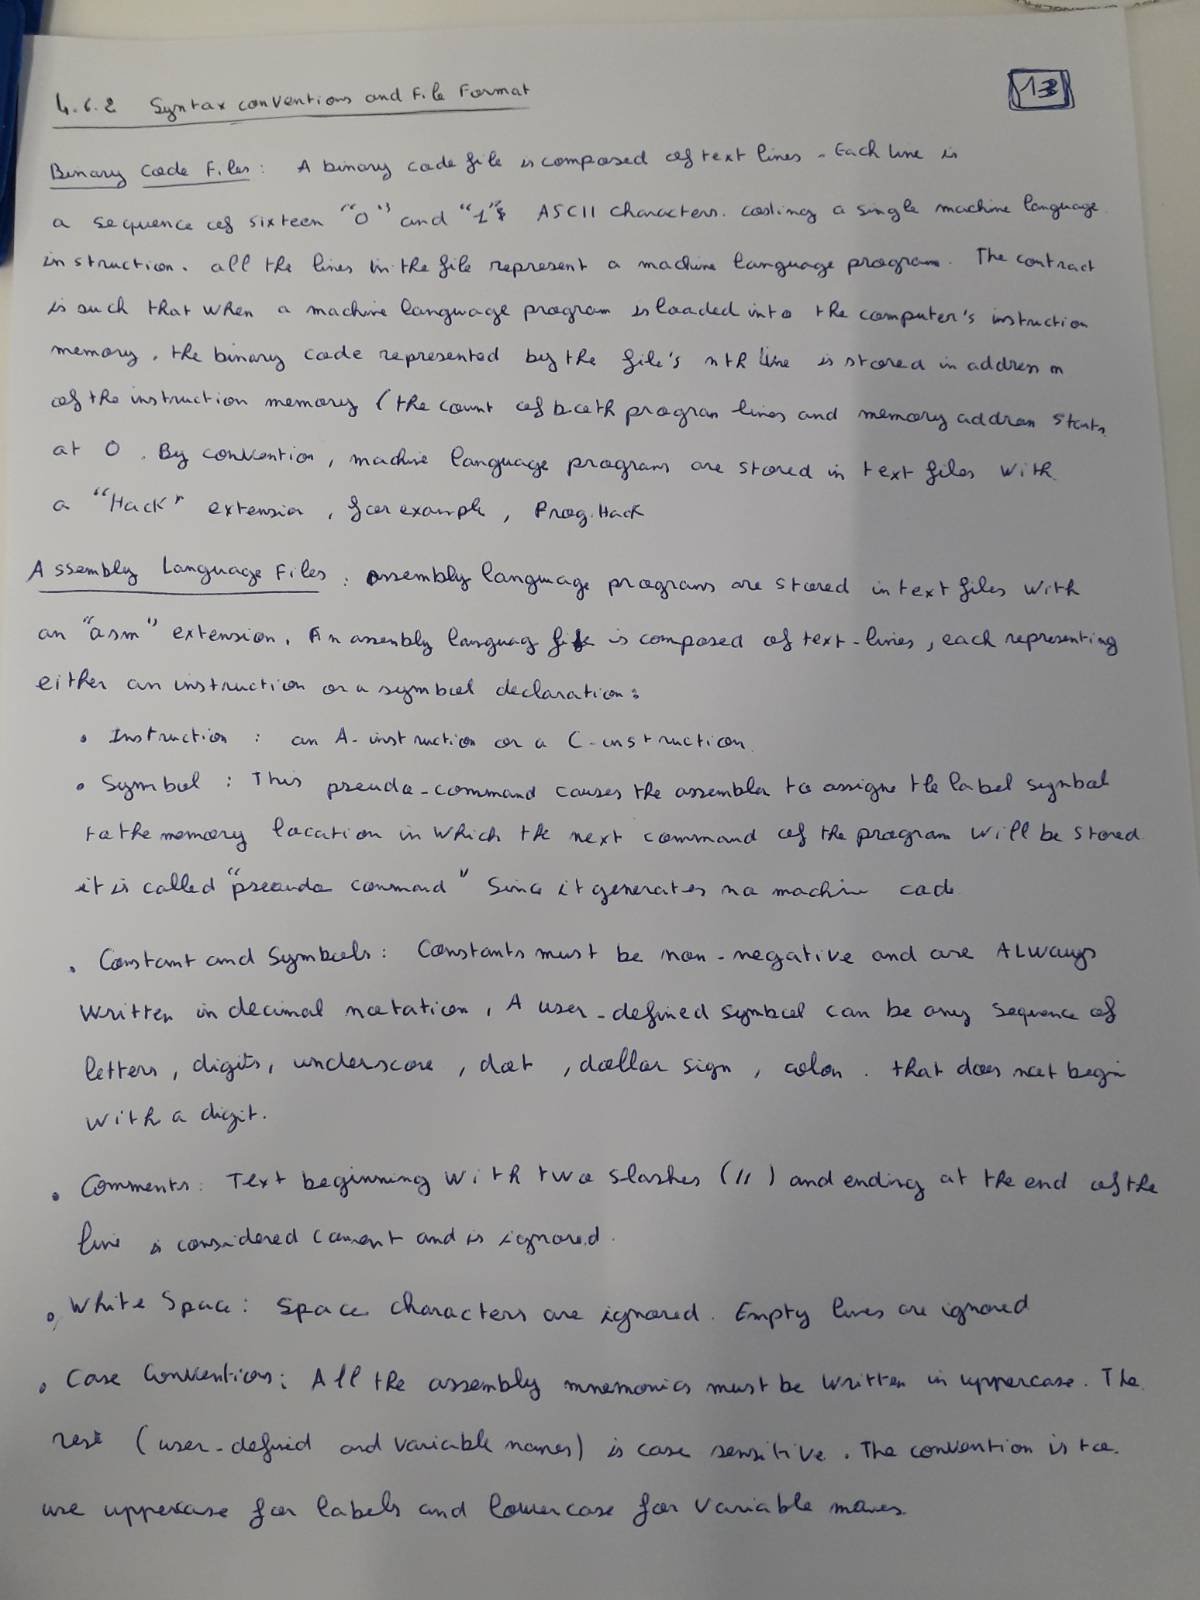 4.6.2 Syntax conventions and File Format
13
Binary Code Files : A binary code file is composed of text lines - Each line is
a sequence of sixteen "0" and "1" ASCII characters. coding a single machine language
instruction. all the lines in the file represent a machine language program. The contract
is such that when a machine language program is loaded into the computer's instruction
memory, the binary code represented by the file's nth line is stored in address n
of the instruction memory (the count of both program lines and memory address starts
at 0. By convention, machine language program are stored in text files with
a "Hack" extension, for example, Prog.Hack
Assembly Language Files : assembly language programs are stored in text files with
an "asm" extension. An assembly languag file is composed of text-lines, each representing
either an instruction or a symbol declaration:
• Instruction : an A-instruction or a C-instruction.
• Symbol : This pseudo-command causes the assembler to assigne the label symbol
to the memory location in which the next command of the program will be stored.
it is called "pseudo command" Since it generates no machine code
• Constant and Symbols : Constants must be non-negative and are ALways
written in decimal notation, A user-defined symbol can be any sequence of
letters, digits, underscore, dot, dollar sign, colon. that does not begin
with a digit.
• Comments: Text beginning with two slashes (//) and ending at the end of the
line is considered coment and is ignored.
• White Space: Space characters are ignored. Empty lines are ignored
• Case Conventions: All the assembly mnemonics must be written in uppercase. The
rest (user-defined and variable names) is case sensitive. The convention is to
use uppercase for labels and lowercase for variable names.